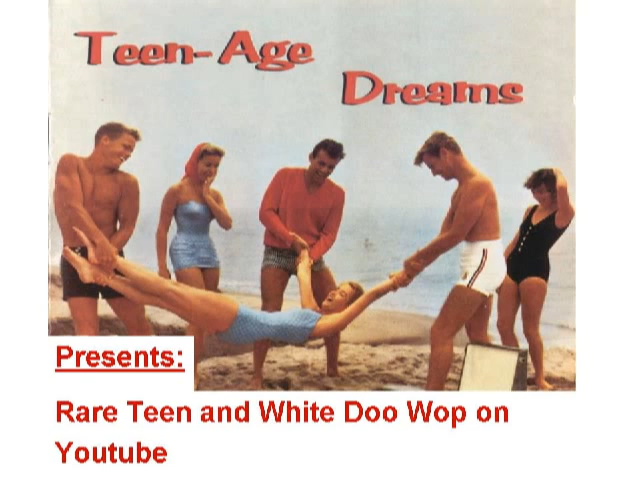 Teen-Age
Dreams
Presents:
Rare Teen and White Doo Wop on
Youtube